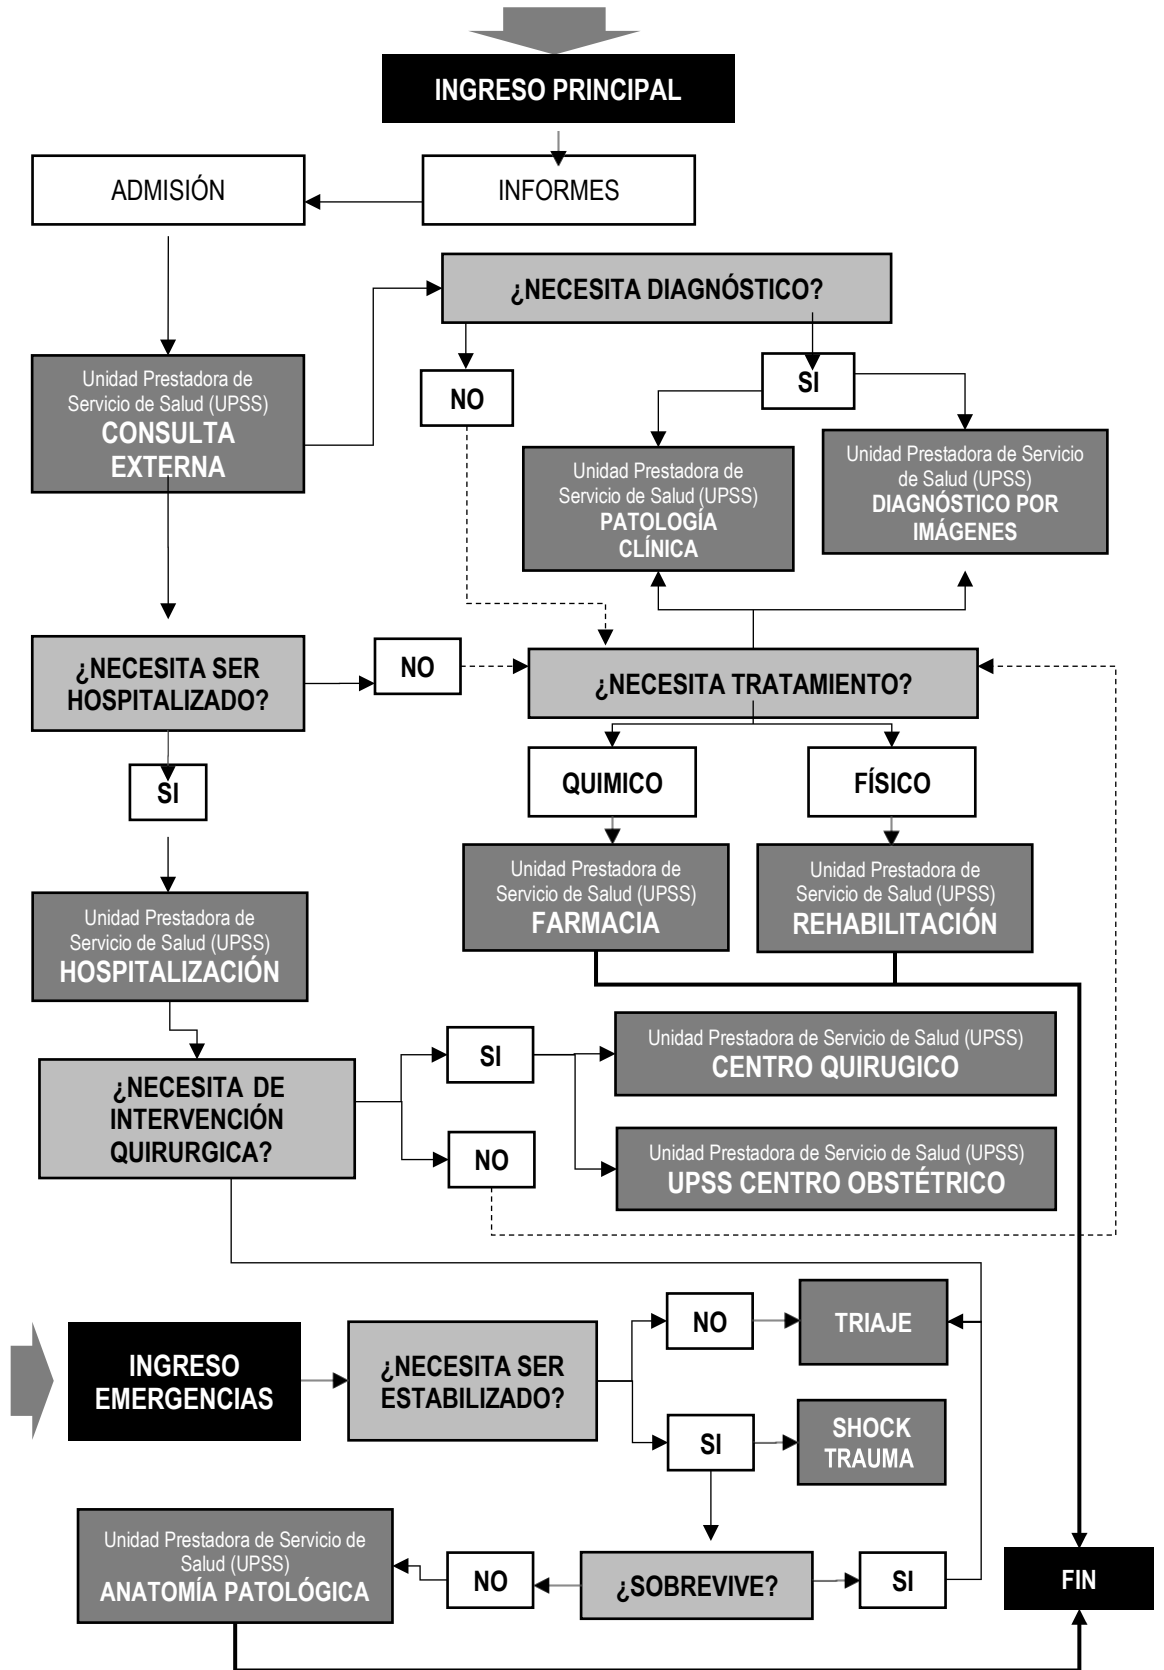 INGRESO PRINCIPAL
ADMISIÓN
INFORMES
¿NECESITA DIAGNÓSTICO?
NO
SI
Unidad Prestadora de
Servicio de Salud (UPSS)
CONSULTA
EXTERNA
Unidad Prestadora de
Servicio de Salud (UPSS)
PATOLOGÍA
CLÍNICA
Unidad Prestadora de Servicio
de Salud (UPSS)
DIAGNÓSTICO POR
IMÁGENES
¿NECESITA SER
HOSPITALIZADO?
NO
¿NECESITA TRATAMIENTO?
SI
QUIMICO
FÍSICO
Unidad Prestadora de
Servicio de Salud (UPSS)
FARMACIA
Unidad Prestadora de
Servicio de Salud (UPSS)
REHABILITACIÓN
Unidad Prestadora de
Servicio de Salud (UPSS)
HOSPITALIZACIÓN
¿NECESITA DE
INTERVENCIÓN
QUIRURGICA?
SI
Unidad Prestadora de Servicio de Salud (UPSS)
CENTRO QUIRUGICO
NO
Unidad Prestadora de Servicio de Salud (UPSS)
UPSS CENTRO OBSTÉTRICO
INGRESO
EMERGENCIAS
¿NECESITA SER
ESTABILIZADO?
NO
TRIAJE
SI
SHOCK
TRAUMA
Unidad Prestadora de Servicio de
Salud (UPSS)
ANATOMÍA PATOLÓGICA
NO
¿SOBREVIVE?
SI
FIN